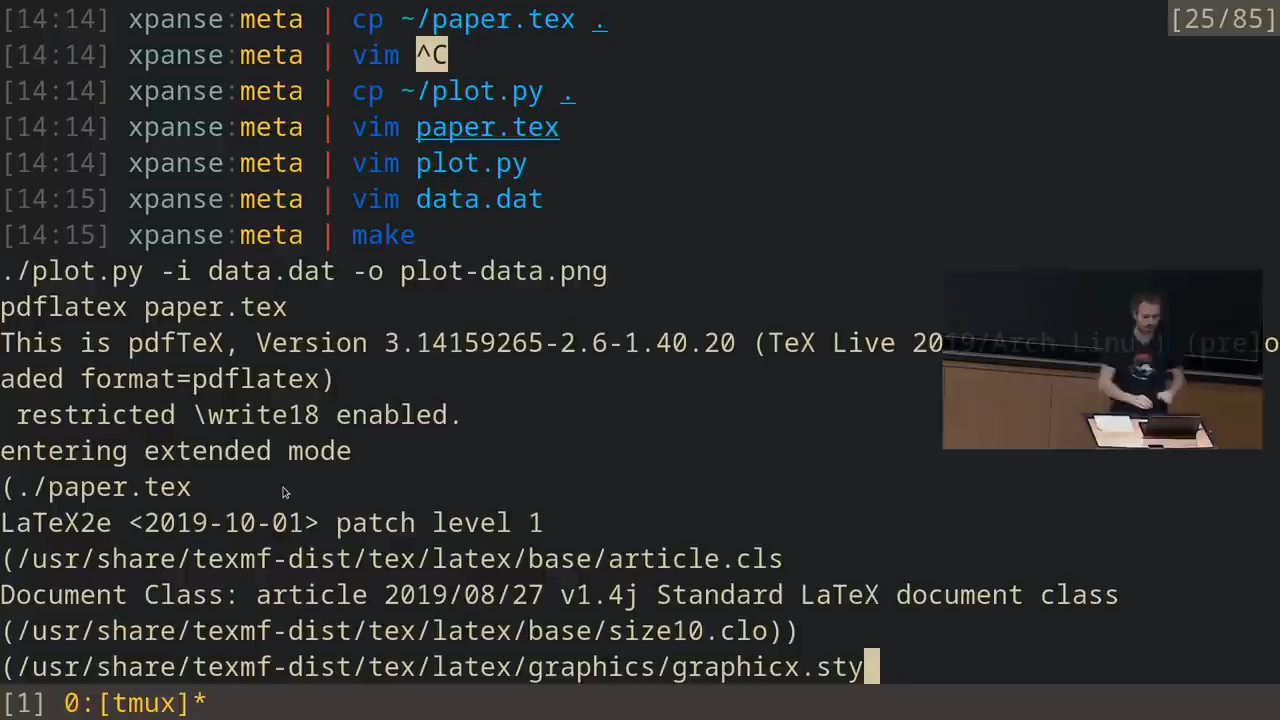 [14:14] xpanse:meta | cp ~/paper.tex . [25/85]
[14:14] xpanse:meta | vim ^C
[14:14] xpanse:meta | cp ~/plot.py .
[14:14] xpanse:meta | vim paper.tex
[14:14] xpanse:meta | vim plot.py
[14:15] xpanse:meta | vim data.dat
[14:15] xpanse:meta | make
./plot.py -i data.dat -o plot-data.png
pdflatex paper.tex
This is pdfTeX, Version 3.14159265-2.6-1.40.20 (TeX Live 2019/Arch Linux) (prelo
aded format=pdflatex)
 restricted \write18 enabled.
entering extended mode
(./paper.tex
LaTeX2e <2019-10-01> patch level 1
(/usr/share/texmf-dist/tex/latex/base/article.cls
Document Class: article 2019/08/27 v1.4j Standard LaTeX document class
(/usr/share/texmf-dist/tex/latex/base/size10.clo))
(/usr/share/texmf-dist/tex/latex/graphics/graphicx.sty
[1] 0:[tmux]*